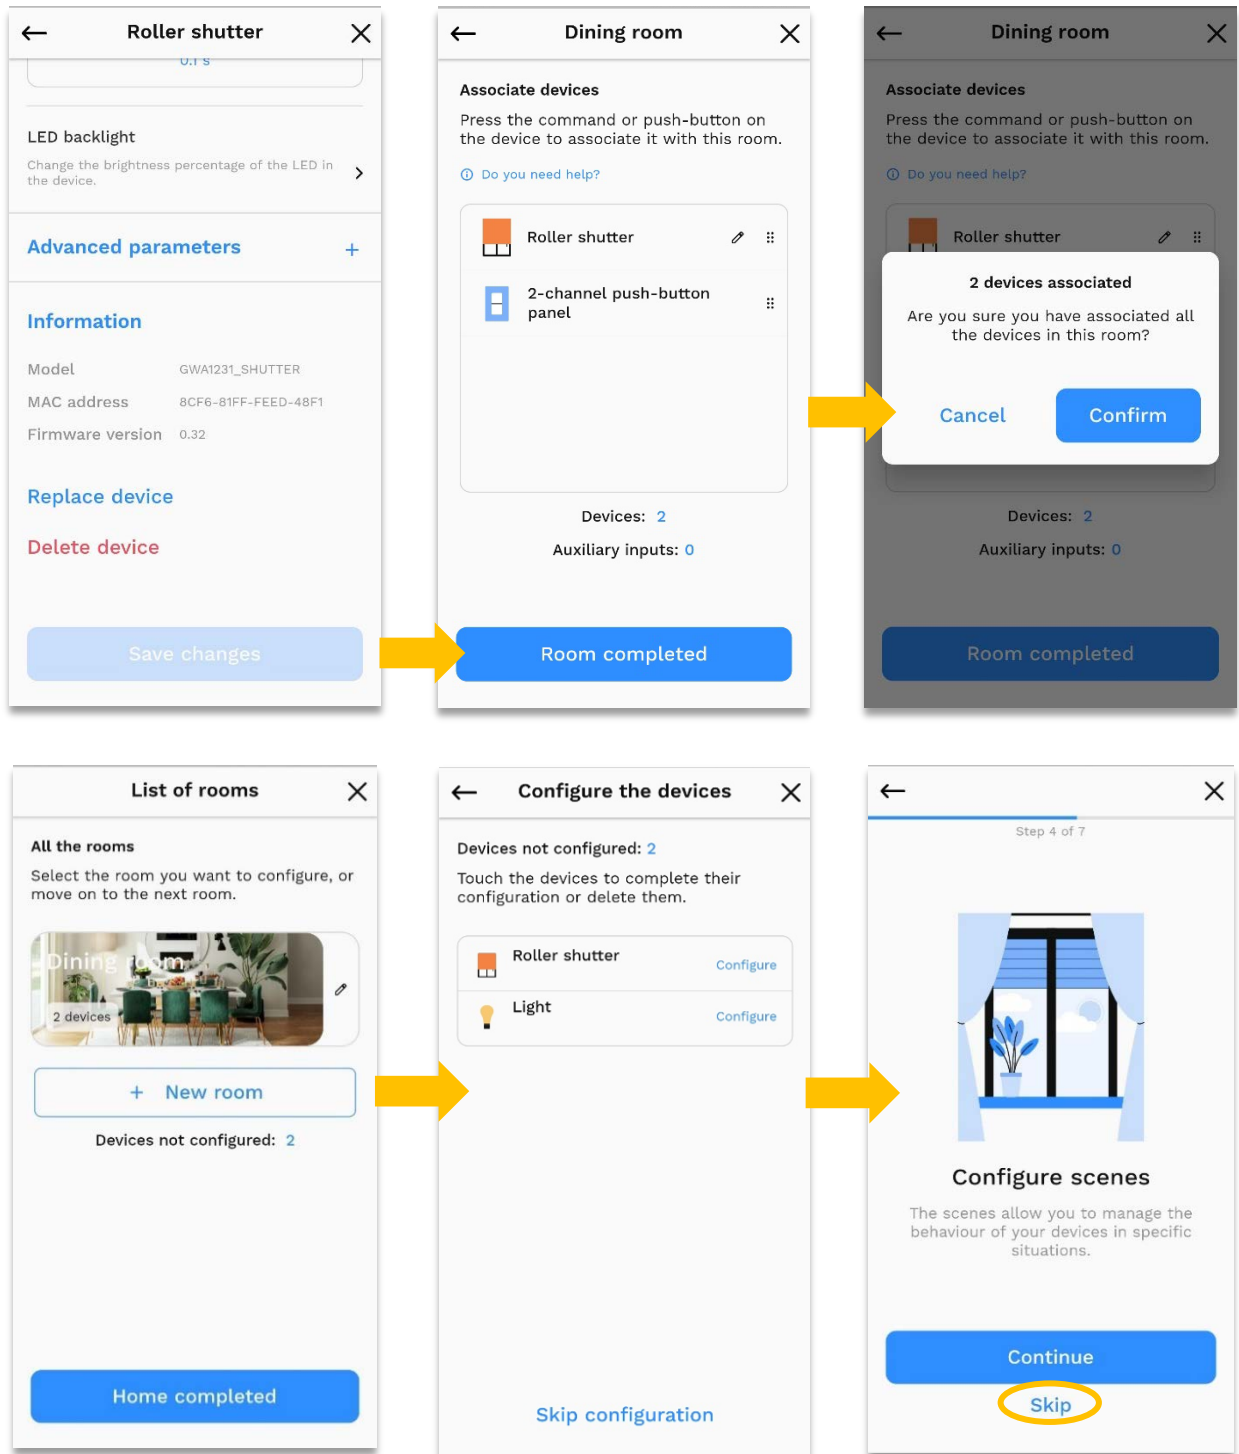 Roller shutter
0.1 s
LED backlight
Change the brightness percentage of the LED in
the device.
Advanced parameters +
Information
Model GWA1231_SHUTTER
MAC address 8CF6-81FF-FEED-48F1
Firmware version 0.32
Replace device
Delete device
Save changes
Dining room
Associate devices
Press the command or push-button on
the device to associate it with this room.
Do you need help?
Roller shutter
2-channel push-button
panel
Devices: 2
Auxiliary inputs: 0
Room completed
Dining room
Associate devices
Press the command or push-button on
the device to associate it with this room.
Do you need help?
Roller shutter
2 devices associated
Are you sure you have associated all
the devices in this room?
Cancel Confirm
Devices: 2
Auxiliary inputs: 0
Room completed
List of rooms
All the rooms
Select the room you want to configure, or
move on to the next room.
Dining room
2 devices
+ New room
Devices not configured: 2
Home completed
Configure the devices
Devices not configured: 2
Touch the devices to complete their
configuration or delete them.
Roller shutter
Configure
Light
Configure
Skip configuration
Step 4 of 7
Configure scenes
The scenes allow you to manage the
behaviour of your devices in specific
situations.
Continue
Skip